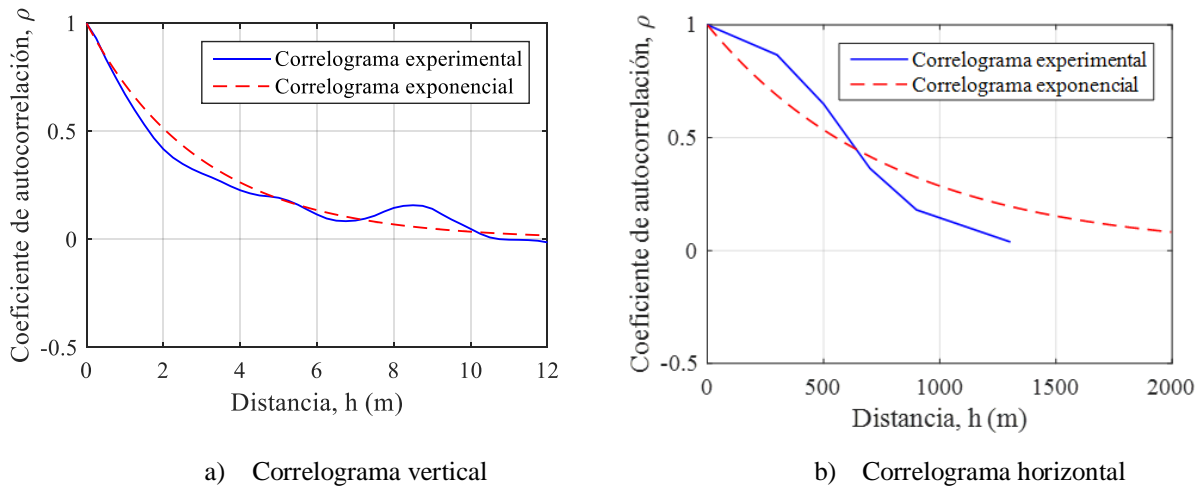 Coeficiente de autocorrelación, ρ
1
0.5
0
-0.5
0 2 4 6 8 10 12
Distancia, h (m)
Correlograma experimental
Correlograma exponencial
a) Correlograma vertical
Coeficiente de autocorrelación, ρ
1
0.5
0
-0.5
0 500 1000 1500 2000
Distancia, h (m)
Correlograma experimental
Correlograma exponencial
b) Correlograma horizontal